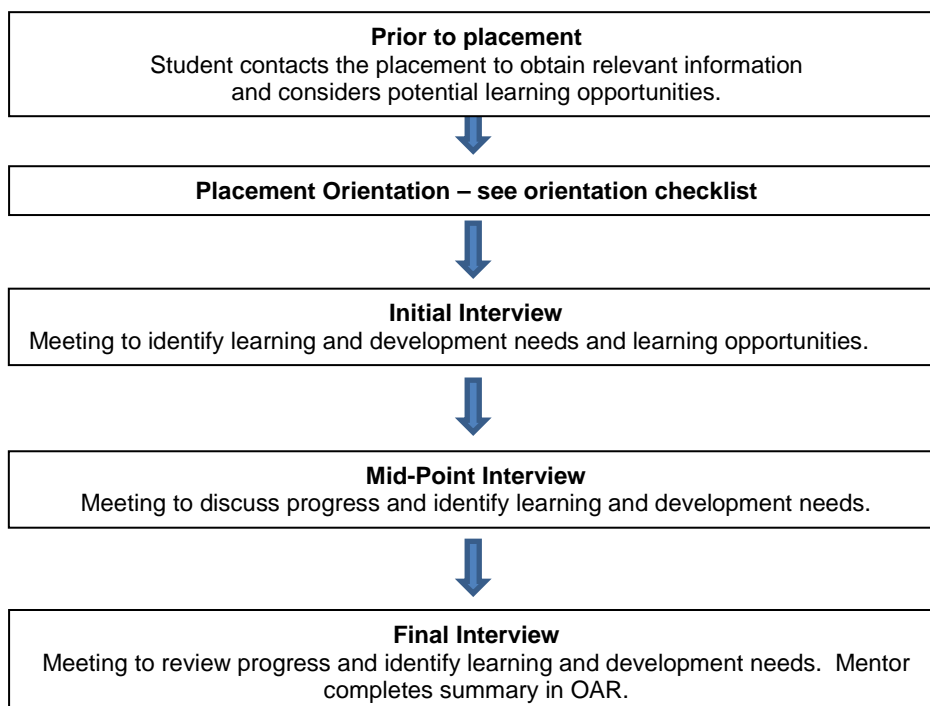 Prior to placement
Student contacts the placement to obtain relevant information
and considers potential learning opportunities.
Placement Orientation – see orientation checklist
Initial Interview
Meeting to identify learning and development needs and learning opportunities.
Mid-Point Interview
Meeting to discuss progress and identify learning and development needs.
Final Interview
Meeting to review progress and identify learning and development needs.  Mentor
completes summary in OAR.